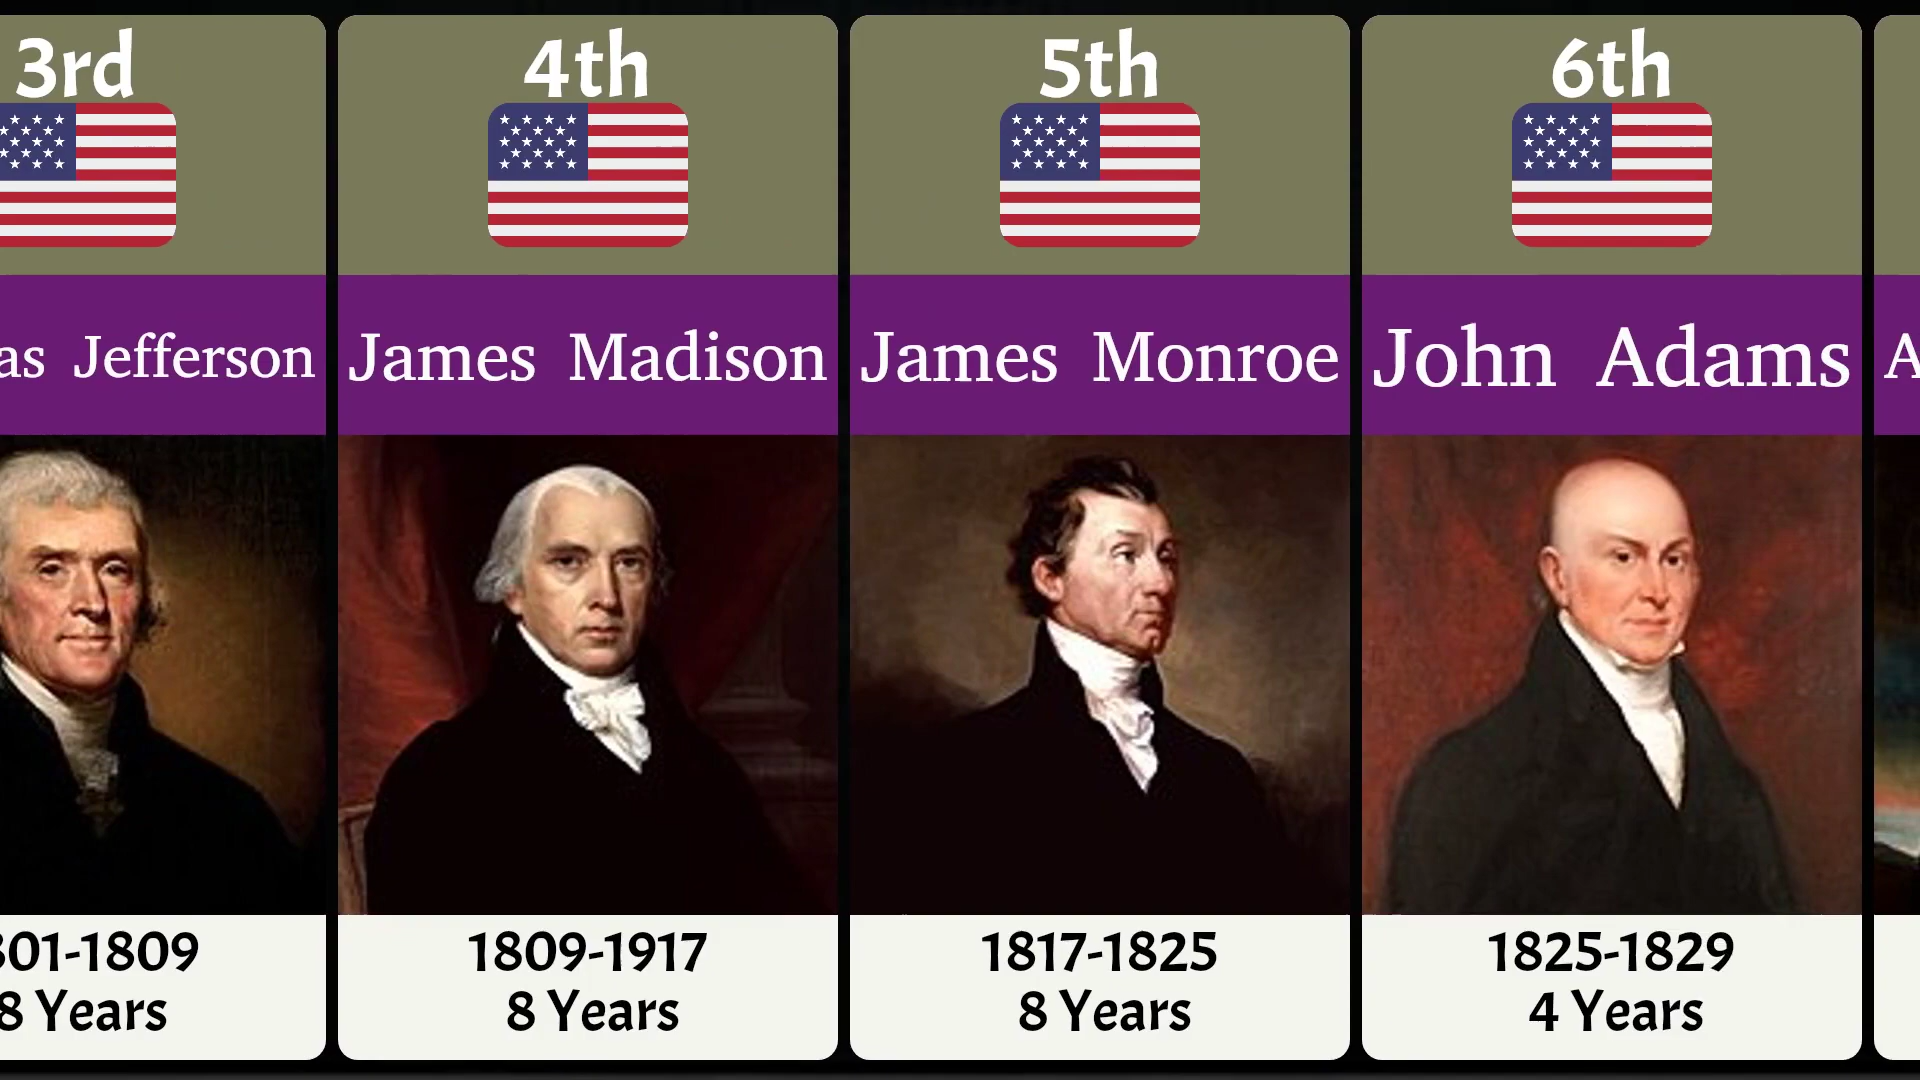 3rd
as Jefferson
01-1809
8 Years
4th
James Madison
1809-1917
8 Years
5th
James Monroe
1817-1825
8 Years
6th
John Adams
1825-1829
4 Years
A